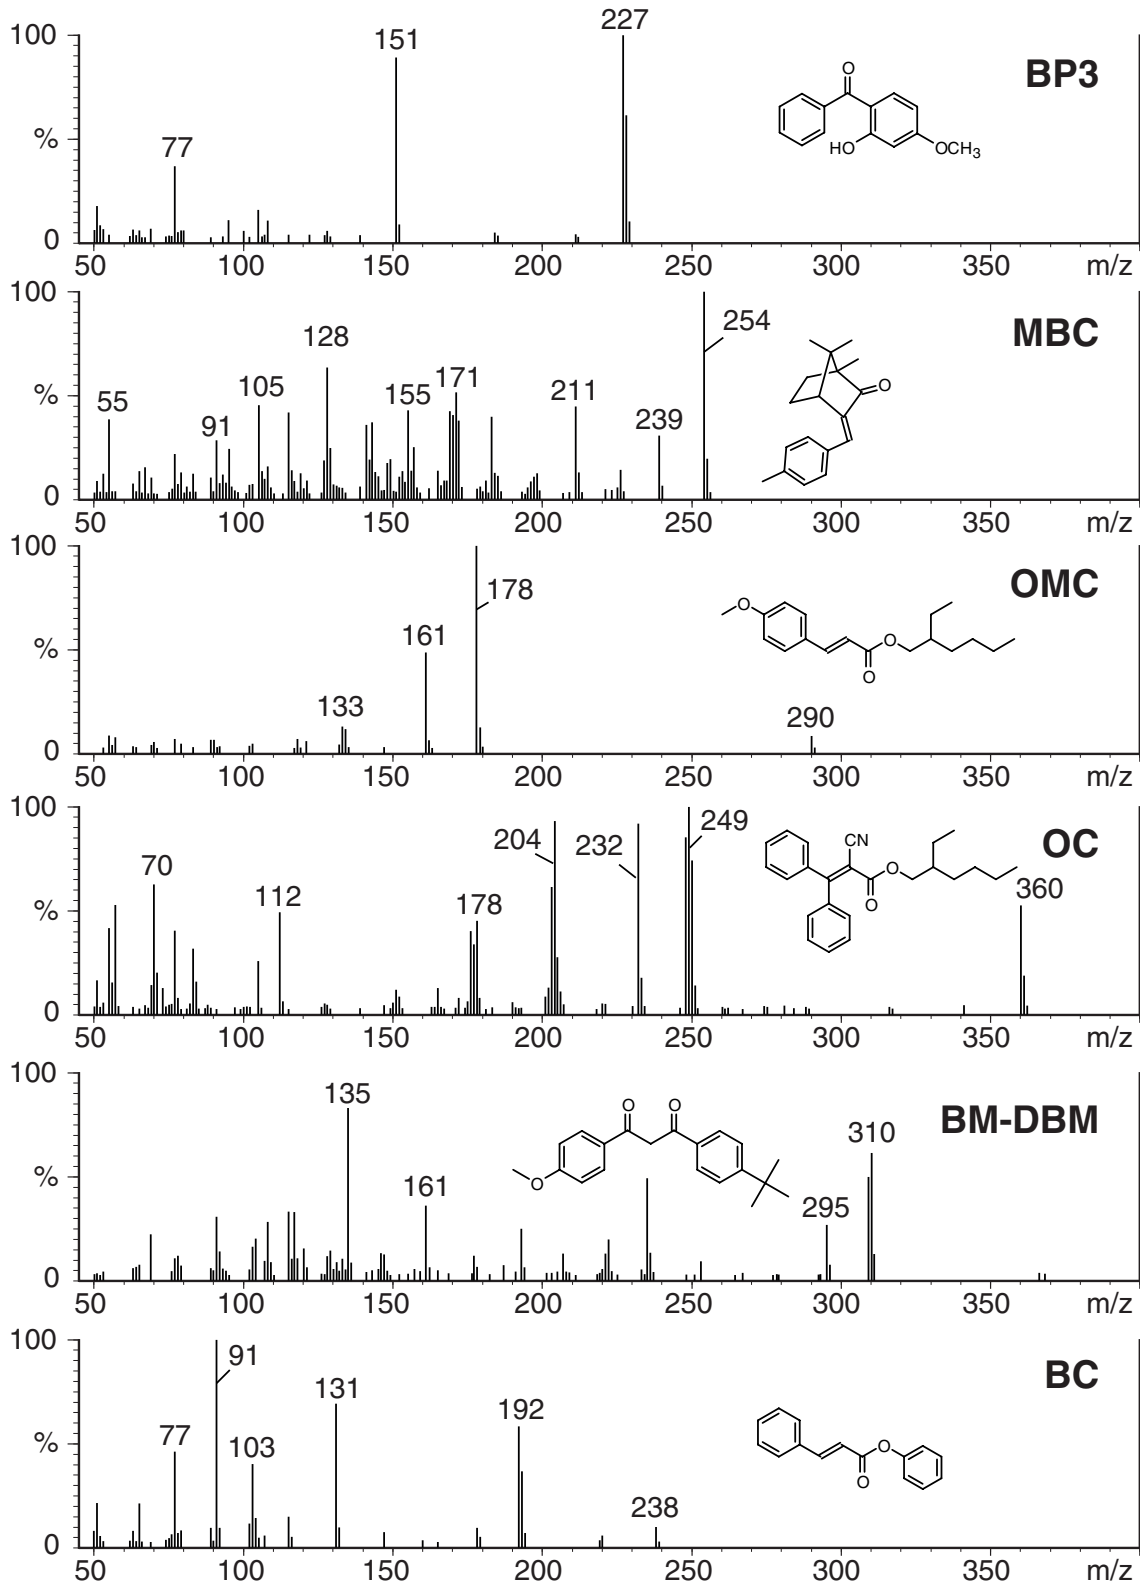 100
%
0
151
227
77
BP3
O
HO
OCH3
50 100 150 200 250 300 350 m/z
100
%
0
55
91
105
128
155
171
211
239
254
MBC
O
50 100 150 200 250 300 350 m/z
100
%
0
133
161
178
290
OMC
O
O
O
50 100 150 200 250 300 350 m/z
100
%
0
70
112
178
204
232
249
360
OC
CN
O
O
50 100 150 200 250 300 350 m/z
100
%
0
135
161
295
310
BM-DBM
O
O
O
50 100 150 200 250 300 350 m/z
100
%
0
77
91
103
131
192
238
BC
O
O
50 100 150 200 250 300 350 m/z